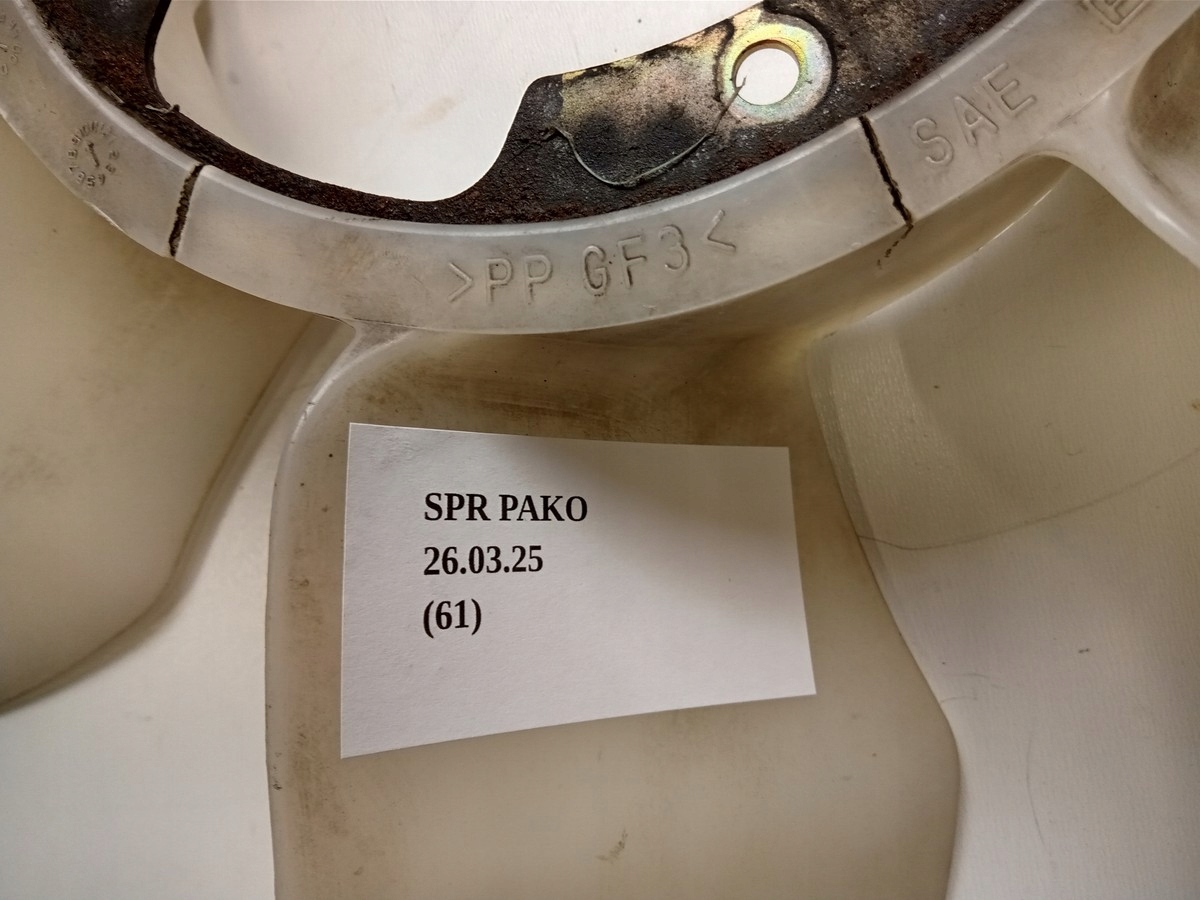 SAE
>PP GF3<
SPR PAKO
26.03.25
(61)